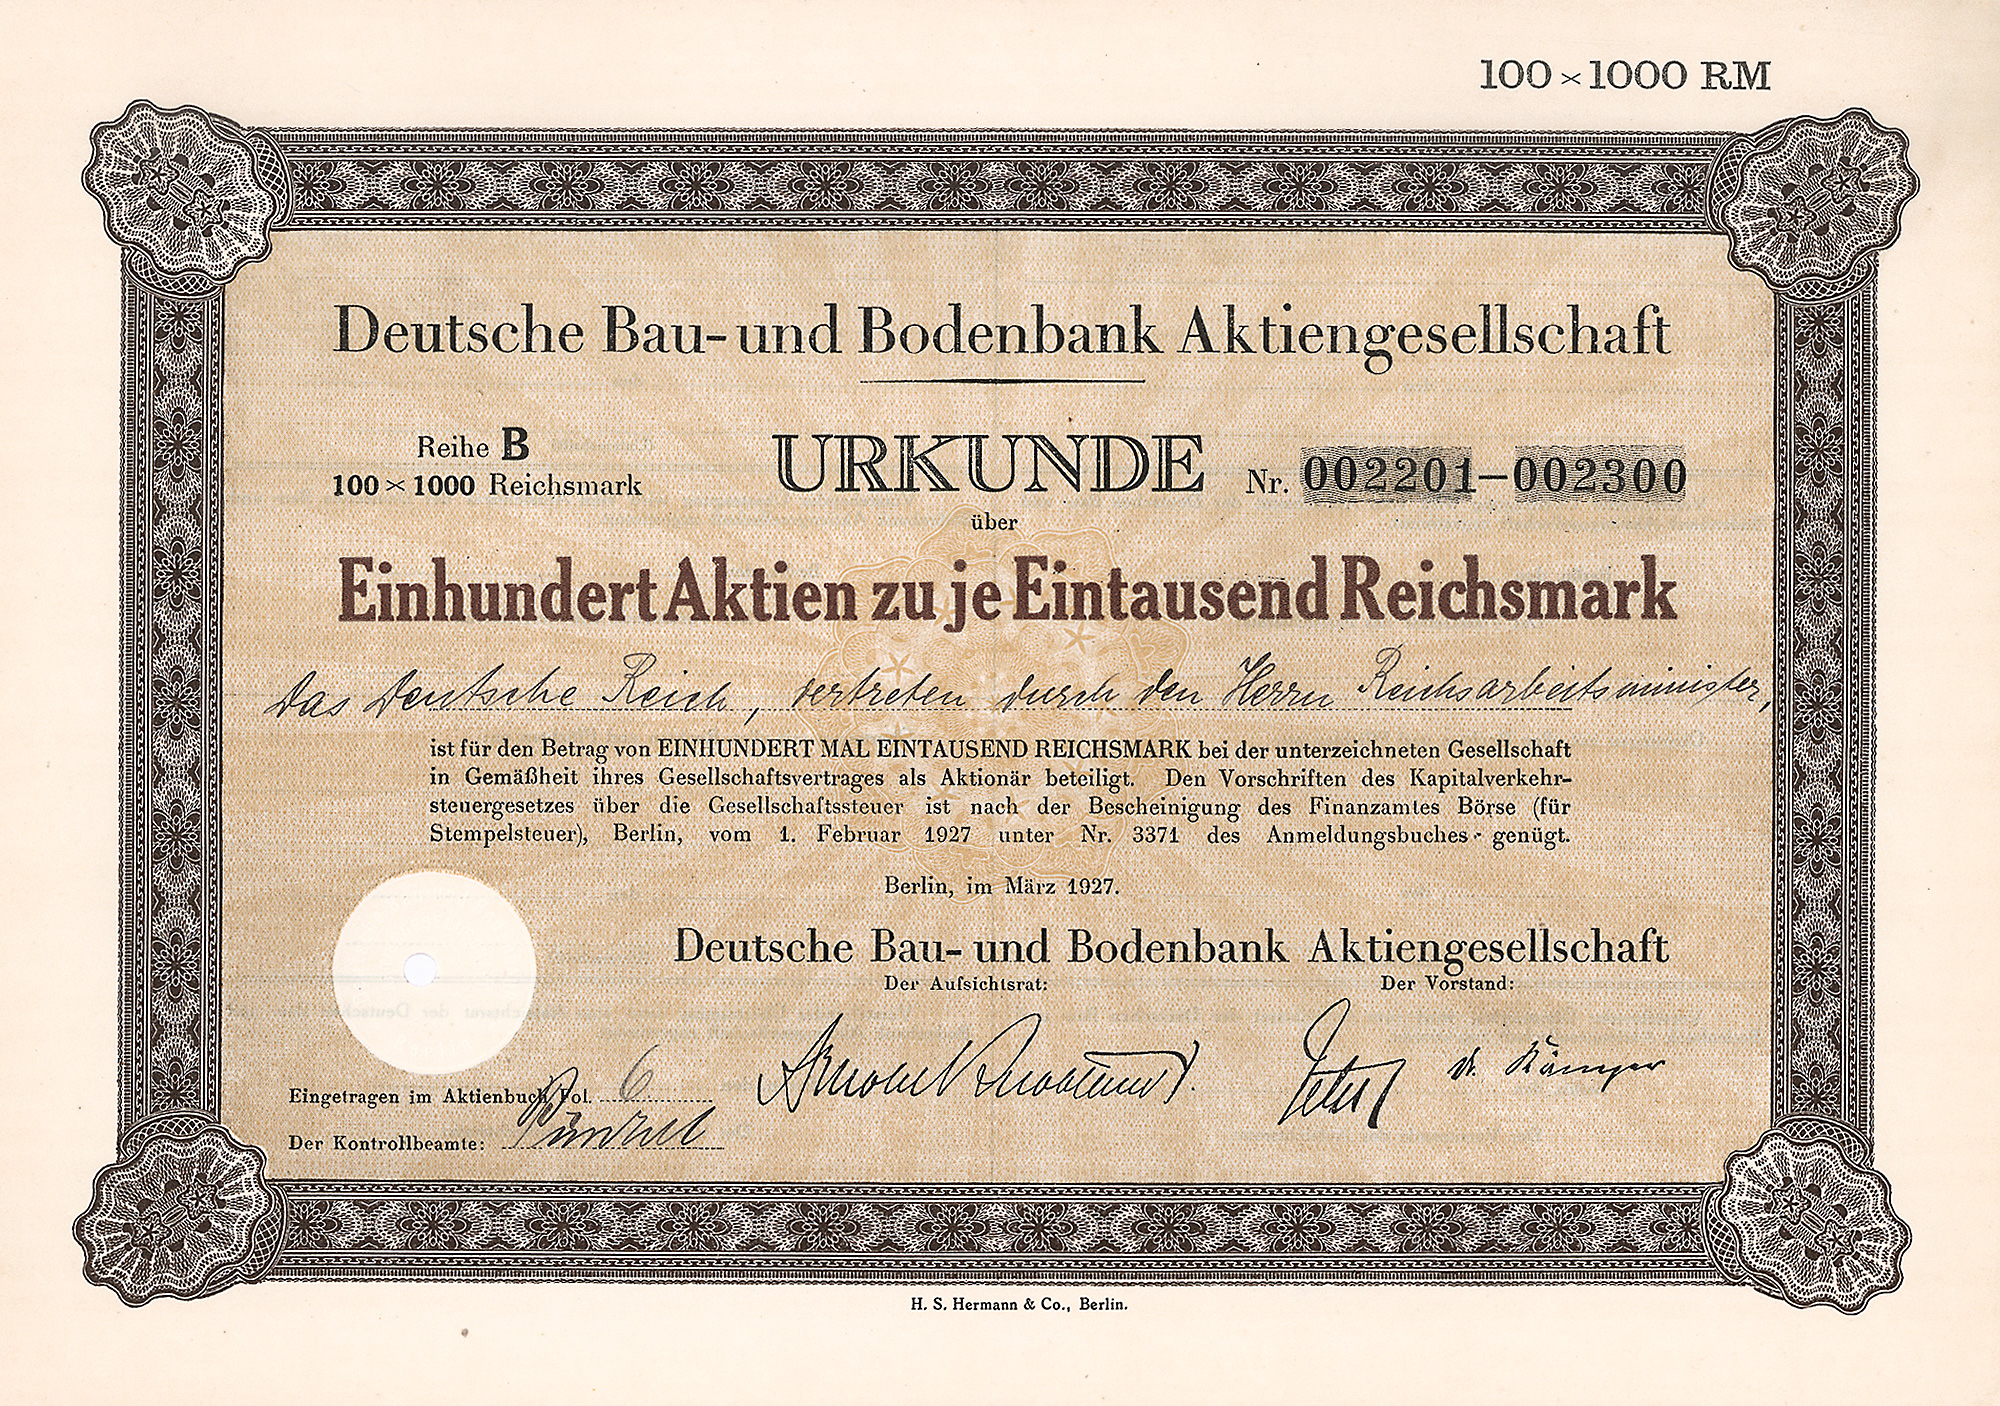 100 × 1000 RM
Deutsche Bau- und Bodenbank Aktiengesellschaft
Reihe B
100 × 1000 Reichsmark
URKUNDE
Nr. 002201–002300
über
Einhundert Aktien zu je Eintausend Reichsmark
Das Deutsche Reich, vertreten durch den Herrn Reichsarbeitsminister,
ist für den Betrag von EINHUNDERT MAL EINTAUSEND REICHSMARK bei der unterzeichneten Gesellschaft
in Gemäßheit ihres Gesellschaftsvertrages als Aktionär beteiligt. Den Vorschriften des Kapitalverkehr-
steuergesetzes über die Gesellschaftssteuer ist nach der Bescheinigung des Finanzamtes Börse (für
Stempelsteuer), Berlin, vom 1. Februar 1927 unter Nr. 3371 des Anmeldungsbuches genügt.
Berlin, im März 1927.
Deutsche Bau- und Bodenbank Aktiengesellschaft
Der Aufsichtsrat:
Der Vorstand:
Eingetragen im Aktienbuch Fol. 6
Der Kontrollbeamte:
H. S. Hermann & Co., Berlin.